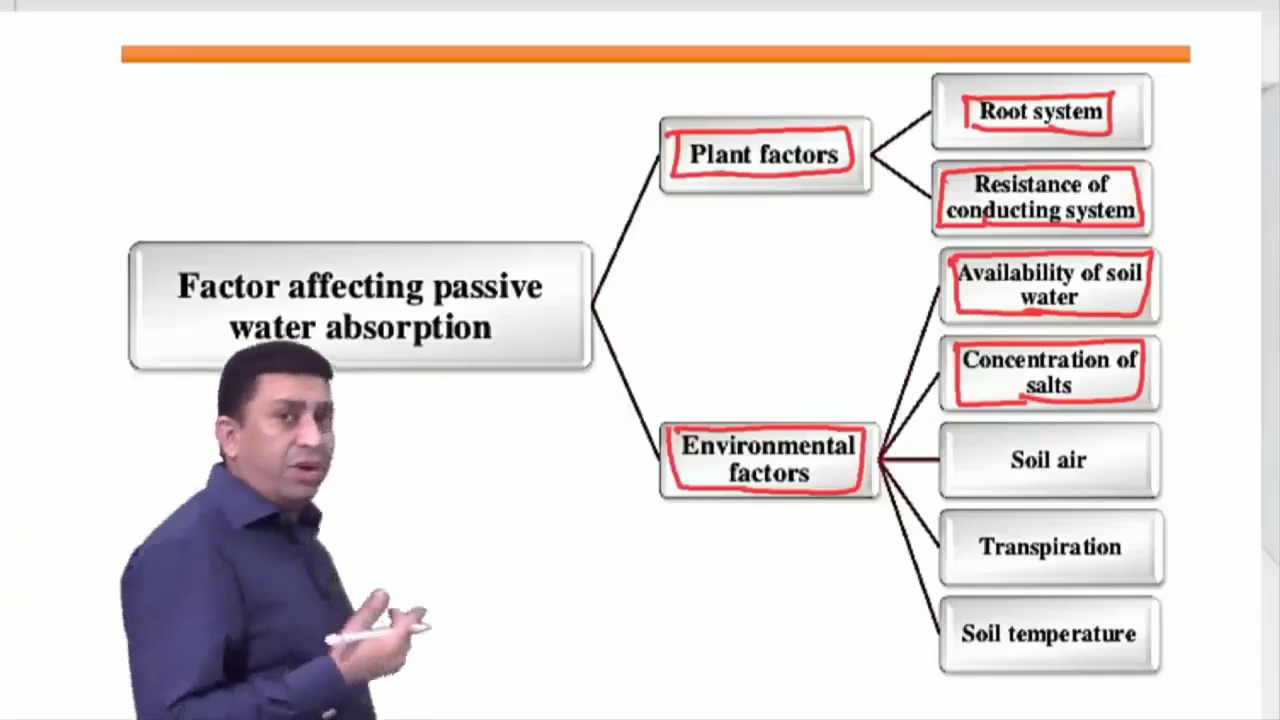 Factor affecting passive
water absorption
Plant factors
Root system
Resistance of
conducting system
Environmental
factors
Availability of soil
water
Concentration of
salts
Soil air
Transpiration
Soil temperature